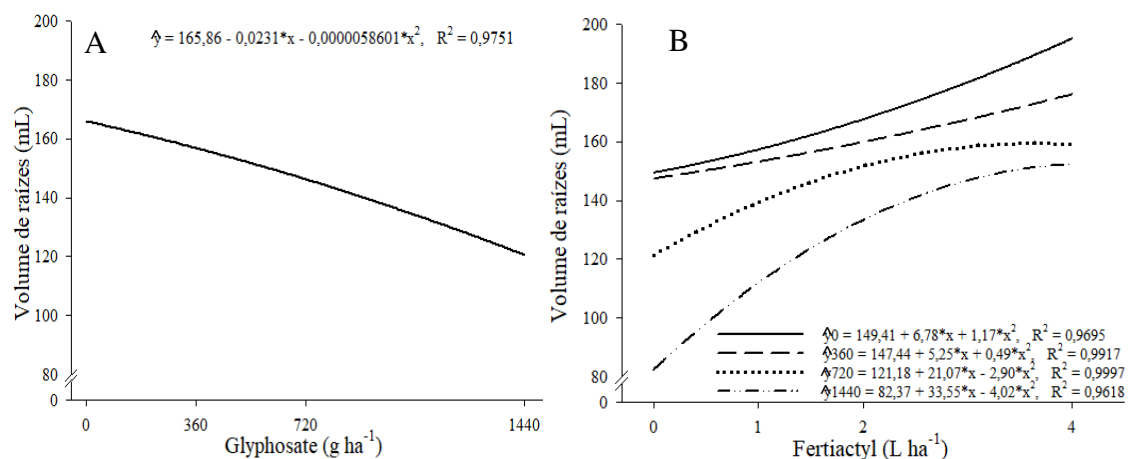 A
ŷ = 165,86 - 0,0231*x - 0,0000058601*x², R² = 0,9751
Volume de raízes (mL)
200
180
160
140
120
100
80
0
0 360 720 1440
Glyphosate (g ha⁻¹)
B
Volume de raízes (mL)
200
180
160
140
120
100
80
0
ŷ0 = 149,41 + 6,78*x + 1,17*x², R² = 0,9695
ŷ360 = 147,44 + 5,25*x + 0,49*x², R² = 0,9917
ŷ720 = 121,18 + 21,07*x - 2,90*x², R² = 0,9997
ŷ1440 = 82,37 + 33,55*x - 4,02*x², R² = 0,9618
0 1 2 4
Fertiactyl (L ha⁻¹)